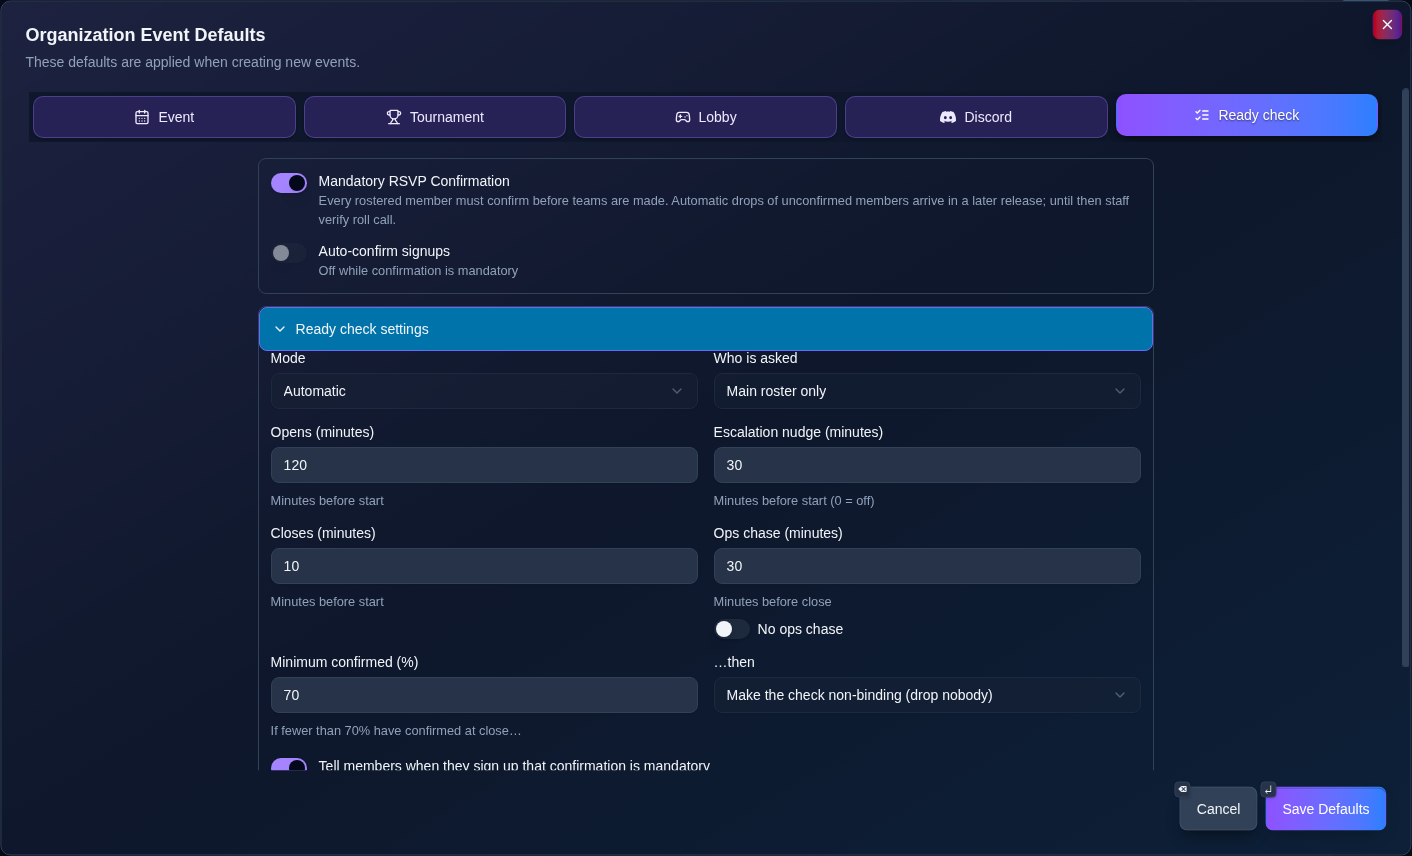 Organization Event Defaults
These defaults are applied when creating new events.
Event
Tournament
Lobby
Discord
Ready check
Mandatory RSVP Confirmation
Every rostered member must confirm before teams are made. Automatic drops of unconfirmed members arrive in a later release; until then staff
verify roll call.
Auto-confirm signups
Off while confirmation is mandatory
Ready check settings
Mode
Who is asked
Automatic
Main roster only
Opens (minutes)
Escalation nudge (minutes)
120
30
Minutes before start
Minutes before start (0 = off)
Closes (minutes)
Ops chase (minutes)
10
30
Minutes before start
Minutes before close
No ops chase
Minimum confirmed (%)
…then
70
Make the check non-binding (drop nobody)
If fewer than 70% have confirmed at close…
Tell members when they sign up that confirmation is mandatory
Cancel
Save Defaults